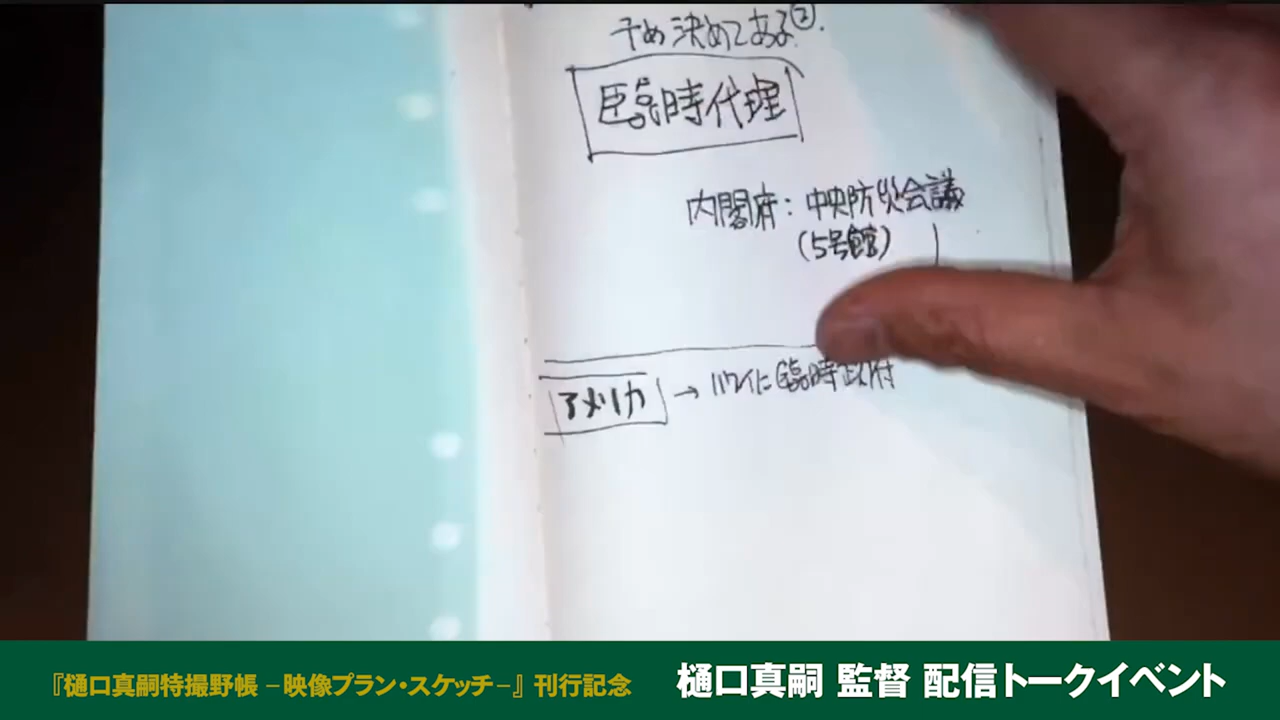 予め決めてある②.
臨時代理
内閣府：中央防災会議
（5号館）
アメリカ → ハワイに臨時政府
『樋口真嗣特撮野帳 –映像プラン・スケッチ–』刊行記念 樋口真嗣 監督 配信トークイベント